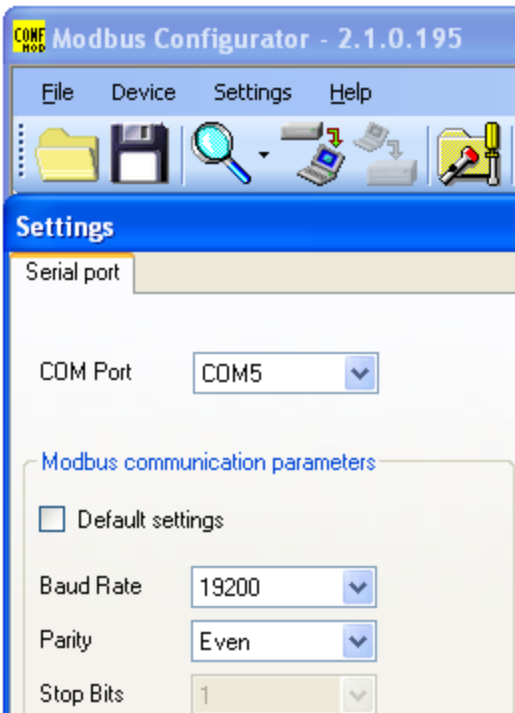 CONF MOD Modbus Configurator - 2.1.0.195
File Device Settings Help
Settings
Serial port
COM Port COM5
Modbus communication parameters
Default settings
Baud Rate 19200
Parity Even
Stop Bits 1